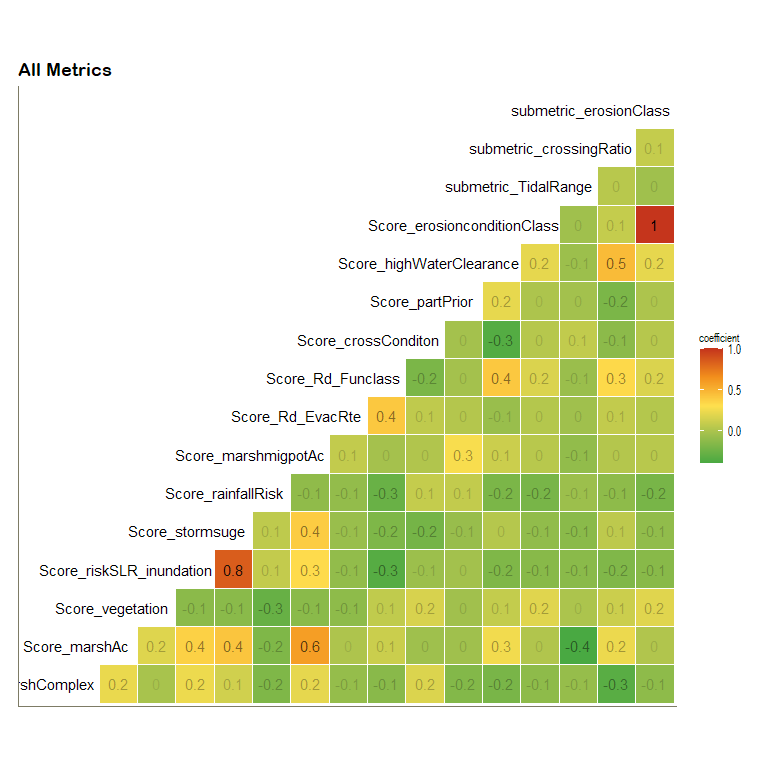 All Metrics
submetric_erosionClass
submetric_crossingRatio 0.1
submetric_TidalRange 0 0
Score_erosionconditionClass 0 0.1 1
Score_highWaterClearance 0.2 -0.1 0.5 0.2
Score_partPrior 0.2 0 0 -0.2 0
Score_crossConditon 0 -0.3 0 0.1 -0.1 0
Score_Rd_Funclass -0.2 0 0.4 0.2 -0.1 0.3 0.2
Score_Rd_EvacRte 0.4 0.1 0 -0.1 0 0 0.1 0
Score_marshmigpotAc 0.1 0 0 0.3 0.1 0 -0.1 0 0
Score_rainfallRisk -0.1 -0.1 -0.3 0.1 0.1 -0.2 -0.2 -0.1 -0.1 -0.2
Score_stormsuge 0.1 0.4 -0.1 -0.2 -0.2 -0.1 0 -0.1 -0.1 0.1 -0.1
Score_riskSLR_inundation 0.8 0.1 0.3 -0.1 -0.3 -0.1 0 -0.2 -0.1 -0.1 -0.2 -0.1
Score_vegetation -0.1 -0.1 -0.3 -0.1 -0.1 0.1 0.2 0 0.1 0.2 0 0.1 0.2
Score_marshAc 0.2 0.4 0.4 -0.2 0.6 0 0.1 0 0 0.3 0 -0.4 0.2 0
rshComplex 0.2 0 0.2 0.1 -0.2 0.2 -0.1 -0.1 0.2 -0.2 -0.2 -0.1 -0.1 -0.3 -0.1
coefficient
1.0
0.5
0.0